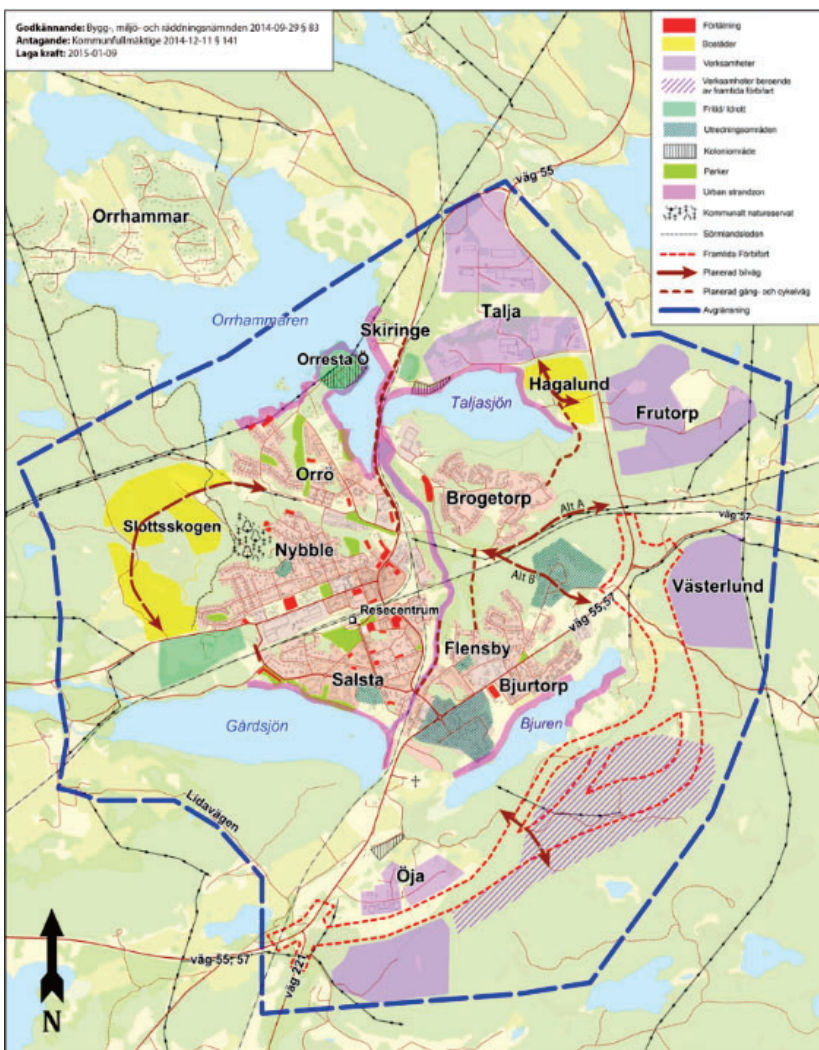 Godkännande: Bygg-, miljö- och räddningsnämnden 2014-09-29 § 83
Antagande: Kommunfullmäktige 2014-12-11 § 141
Laga kraft: 2015-01-09
Förtätning
Bostäder
Verksamheter
Verksamheter beroende
av framtida förbifart
Fritid/ Idrott
Utredningsområden
Koloniområde
Parker
Urban strandzon
Kommunalt naturreservat
Sörmlandsleden
Framtida Förbifart
Planerad bilväg
Planerad gång- och cykelväg
Avgränsning
väg 55
Orrhammar
Orrhammaren
Skiringe
Talja
Orresta Ö
Hagalund
Taljasjön
Frutorp
Orrö
Brogetorp
Alt A
väg 57
Slottsskogen
Nybble
Alt B
Västerlund
Resecentrum
väg 55;57
Flensby
Salsta
Bjurtorp
Gårdsjön
Bjuren
Lidavägen
Öja
väg 55; 57
väg 221
N